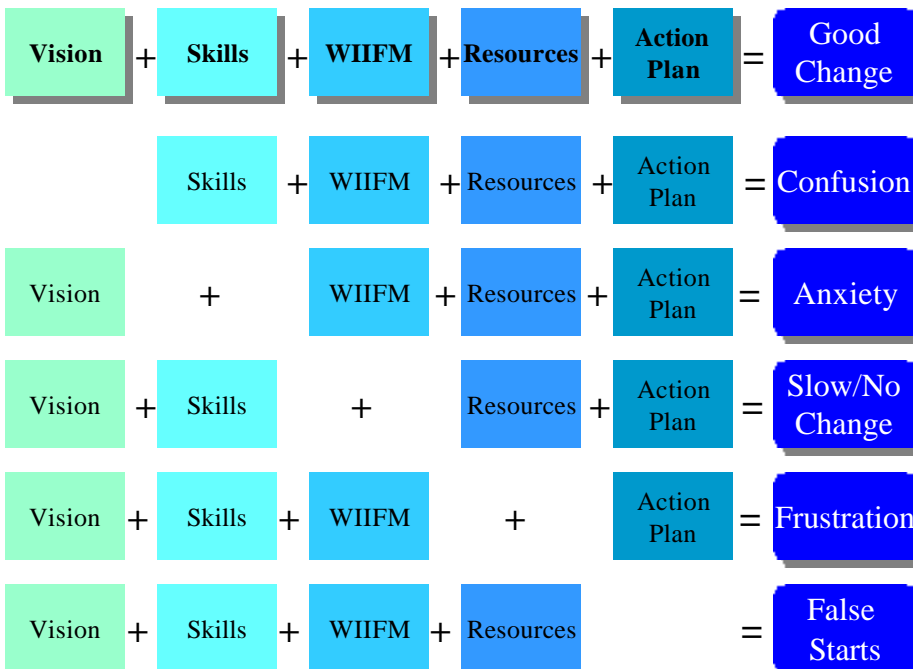 Vision + Skills + WIIFM + Resources + Action Plan = Good Change
Skills + WIIFM + Resources + Action Plan = Confusion
Vision + WIIFM + Resources + Action Plan = Anxiety
Vision + Skills + Resources + Action Plan = Slow/No Change
Vision + Skills + WIIFM + Action Plan = Frustration
Vision + Skills + WIIFM + Resources = False Starts